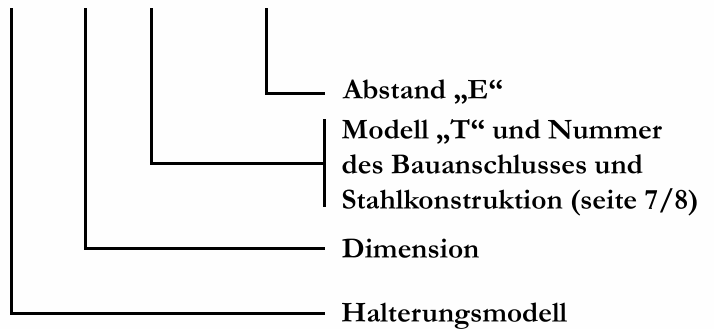 Abstand „E“
Modell „T“ und Nummer
des Bauanschlusses und
Stahlkonstruktion (seite 7/8)
Dimension
Halterungsmodell